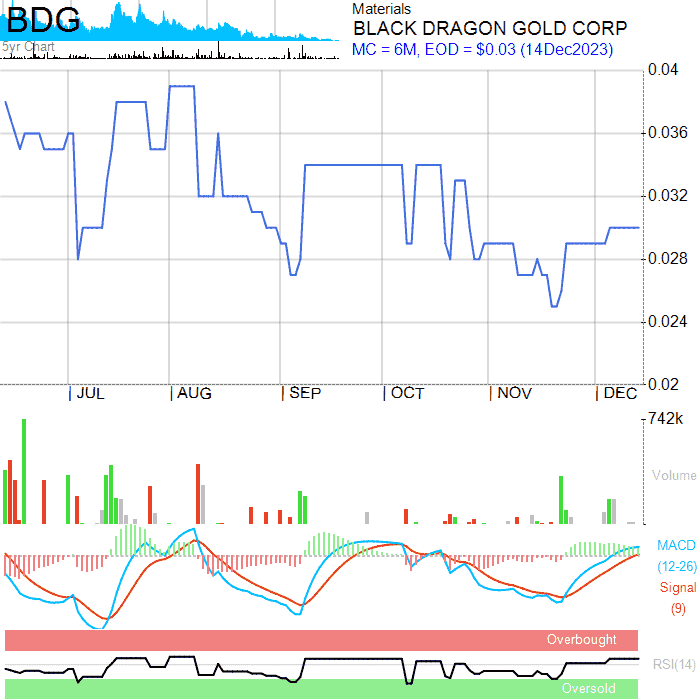 BDG
5yr Chart
Materials
BLACK DRAGON GOLD CORP
MC = 6M, EOD = $0.03 (14Dec2023)
0.04
0.036
0.032
0.028
0.024
0.02
JUL AUG SEP OCT NOV DEC
742k
Volume
MACD
(12-26)
Signal
(9)
Overbought
RSI(14)
Oversold